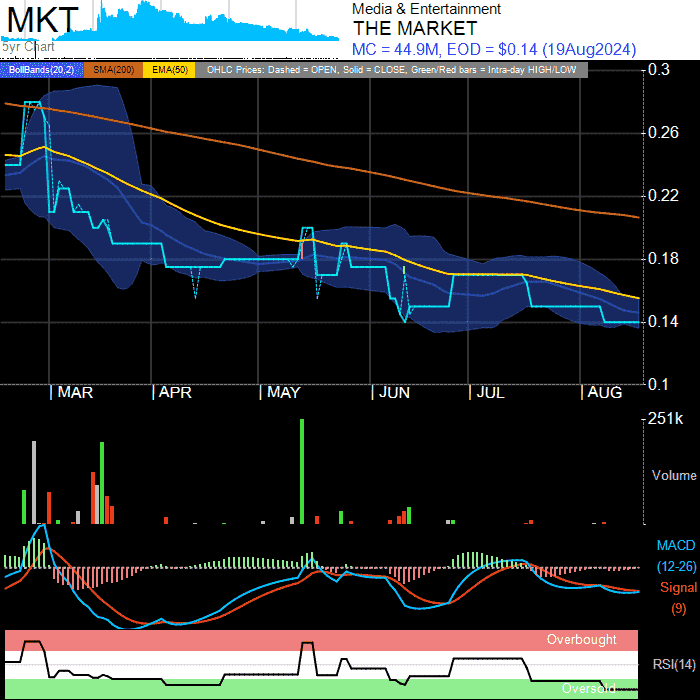 MKT
5yr Chart
Media & Entertainment
THE MARKET
MC = 44.9M, EOD = $0.14 (19Aug2024)
BollBands(20,2) SMA(200) EMA(50) OHLC Prices: Dashed = OPEN, Solid = CLOSE, Green/Red bars = Intra-day HIGH/LOW
0.3
0.26
0.22
0.18
0.14
0.1
MAR APR MAY JUN JUL AUG
251k
Volume
MACD
(12-26)
Signal
(9)
Overbought
RSI(14)
Oversold